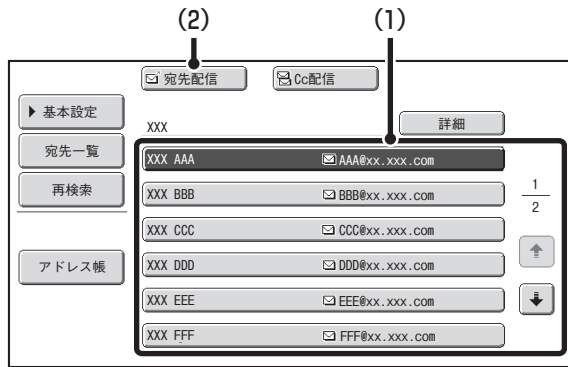 (2) (1)
宛先配信 Cc配信
基本設定
XXX 詳細
宛先一覧
XXX AAA AAA@xx.xxx.com
再検索
XXX BBB BBB@xx.xxx.com
1
2
XXX CCC CCC@xx.xxx.com
アドレス帳
XXX DDD DDD@xx.xxx.com
XXX EEE EEE@xx.xxx.com
XXX FFF FFF@xx.xxx.com